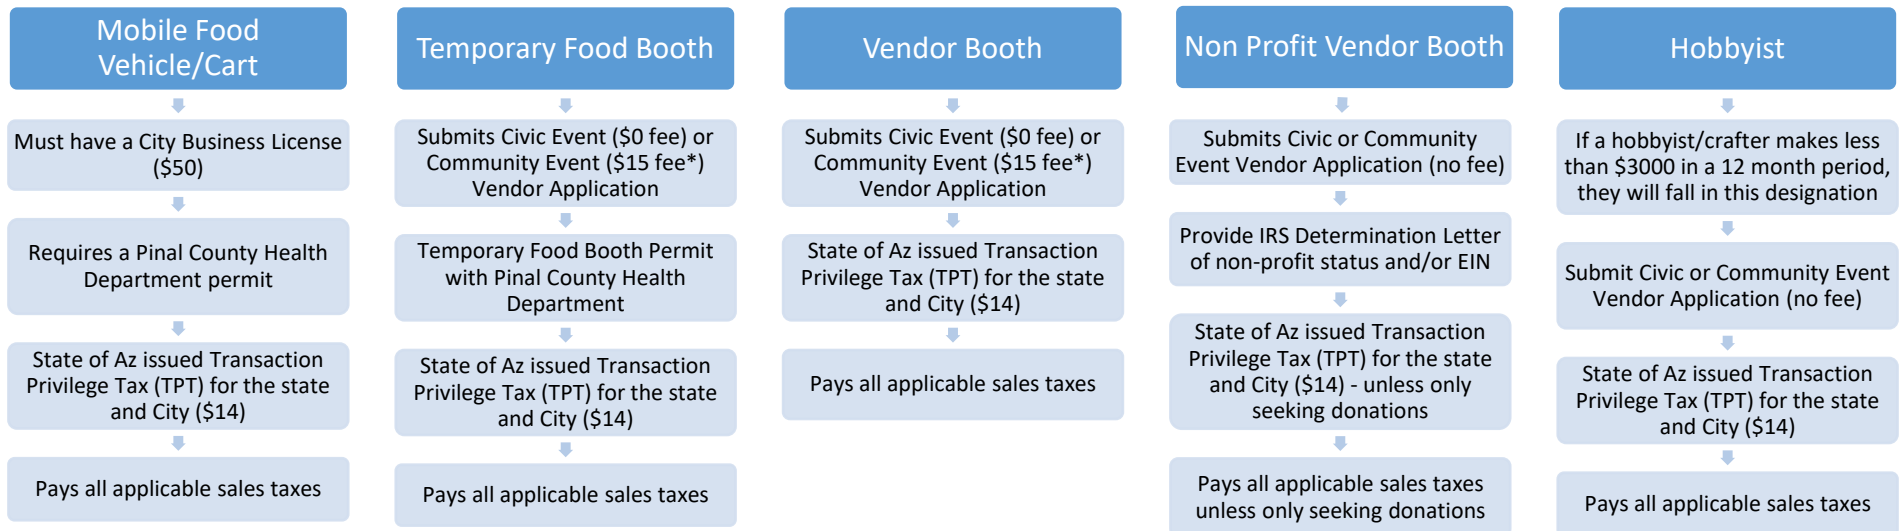 Mobile Food
Vehicle/Cart
Must have a City Business License
($50)
Requires a Pinal County Health
Department permit
State of Az issued Transaction
Privilege Tax (TPT) for the state
and City ($14)
Pays all applicable sales taxes
Temporary Food Booth
Submits Civic Event ($0 fee) or
Community Event ($15 fee*)
Vendor Application
Temporary Food Booth Permit
with Pinal County Health
Department
State of Az issued Transaction
Privilege Tax (TPT) for the state
and City ($14)
Pays all applicable sales taxes
Vendor Booth
Submits Civic Event ($0 fee) or
Community Event ($15 fee*)
Vendor Application
State of Az issued Transaction
Privilege Tax (TPT) for the state
and City ($14)
Pays all applicable sales taxes
Non Profit Vendor Booth
Submits Civic or Community
Event Vendor Application (no fee)
Provide IRS Determination Letter
of non-profit status and/or EIN
State of Az issued Transaction
Privilege Tax (TPT) for the state
and City ($14) - unless only
seeking donations
Pays all applicable sales taxes
unless only seeking donations
Hobbyist
If a hobbyist/crafter makes less
than $3000 in a 12 month period,
they will fall in this designation
Submit Civic or Community Event
Vendor Application (no fee)
State of Az issued Transaction
Privilege Tax (TPT) for the state
and City ($14)
Pays all applicable sales taxes